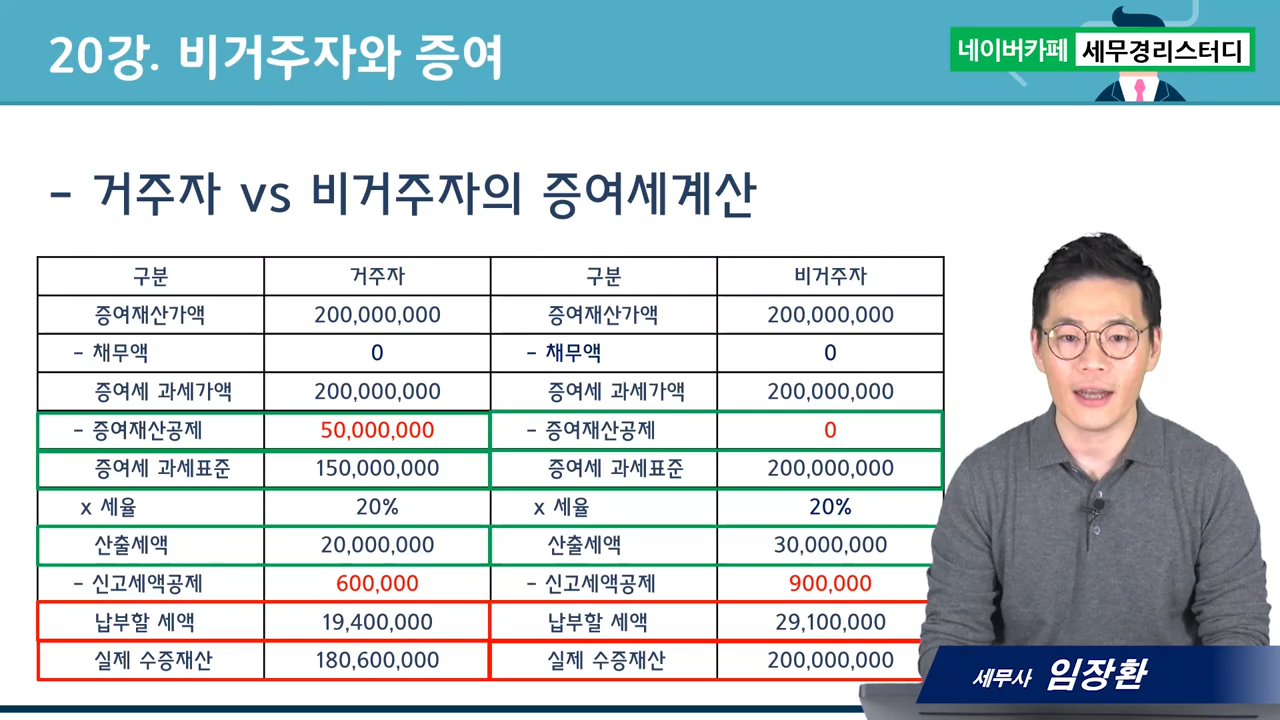 20강. 비거주자와 증여
네이버카페 세무경리스터디
- 거주자 vs 비거주자의 증여세계산
구분 거주자 구분 비거주자
증여재산가액 200,000,000 증여재산가액 200,000,000
- 채무액 0 - 채무액 0
증여세 과세가액 200,000,000 증여세 과세가액 200,000,000
- 증여재산공제 50,000,000 - 증여재산공제 0
증여세 과세표준 150,000,000 증여세 과세표준 200,000,000
x 세율 20% x 세율 20%
산출세액 20,000,000 산출세액 30,000,000
- 신고세액공제 600,000 - 신고세액공제 900,000
납부할 세액 19,400,000 납부할 세액 29,100,000
실제 수증재산 180,600,000 실제 수증재산 200,000,000
세무사 임장환